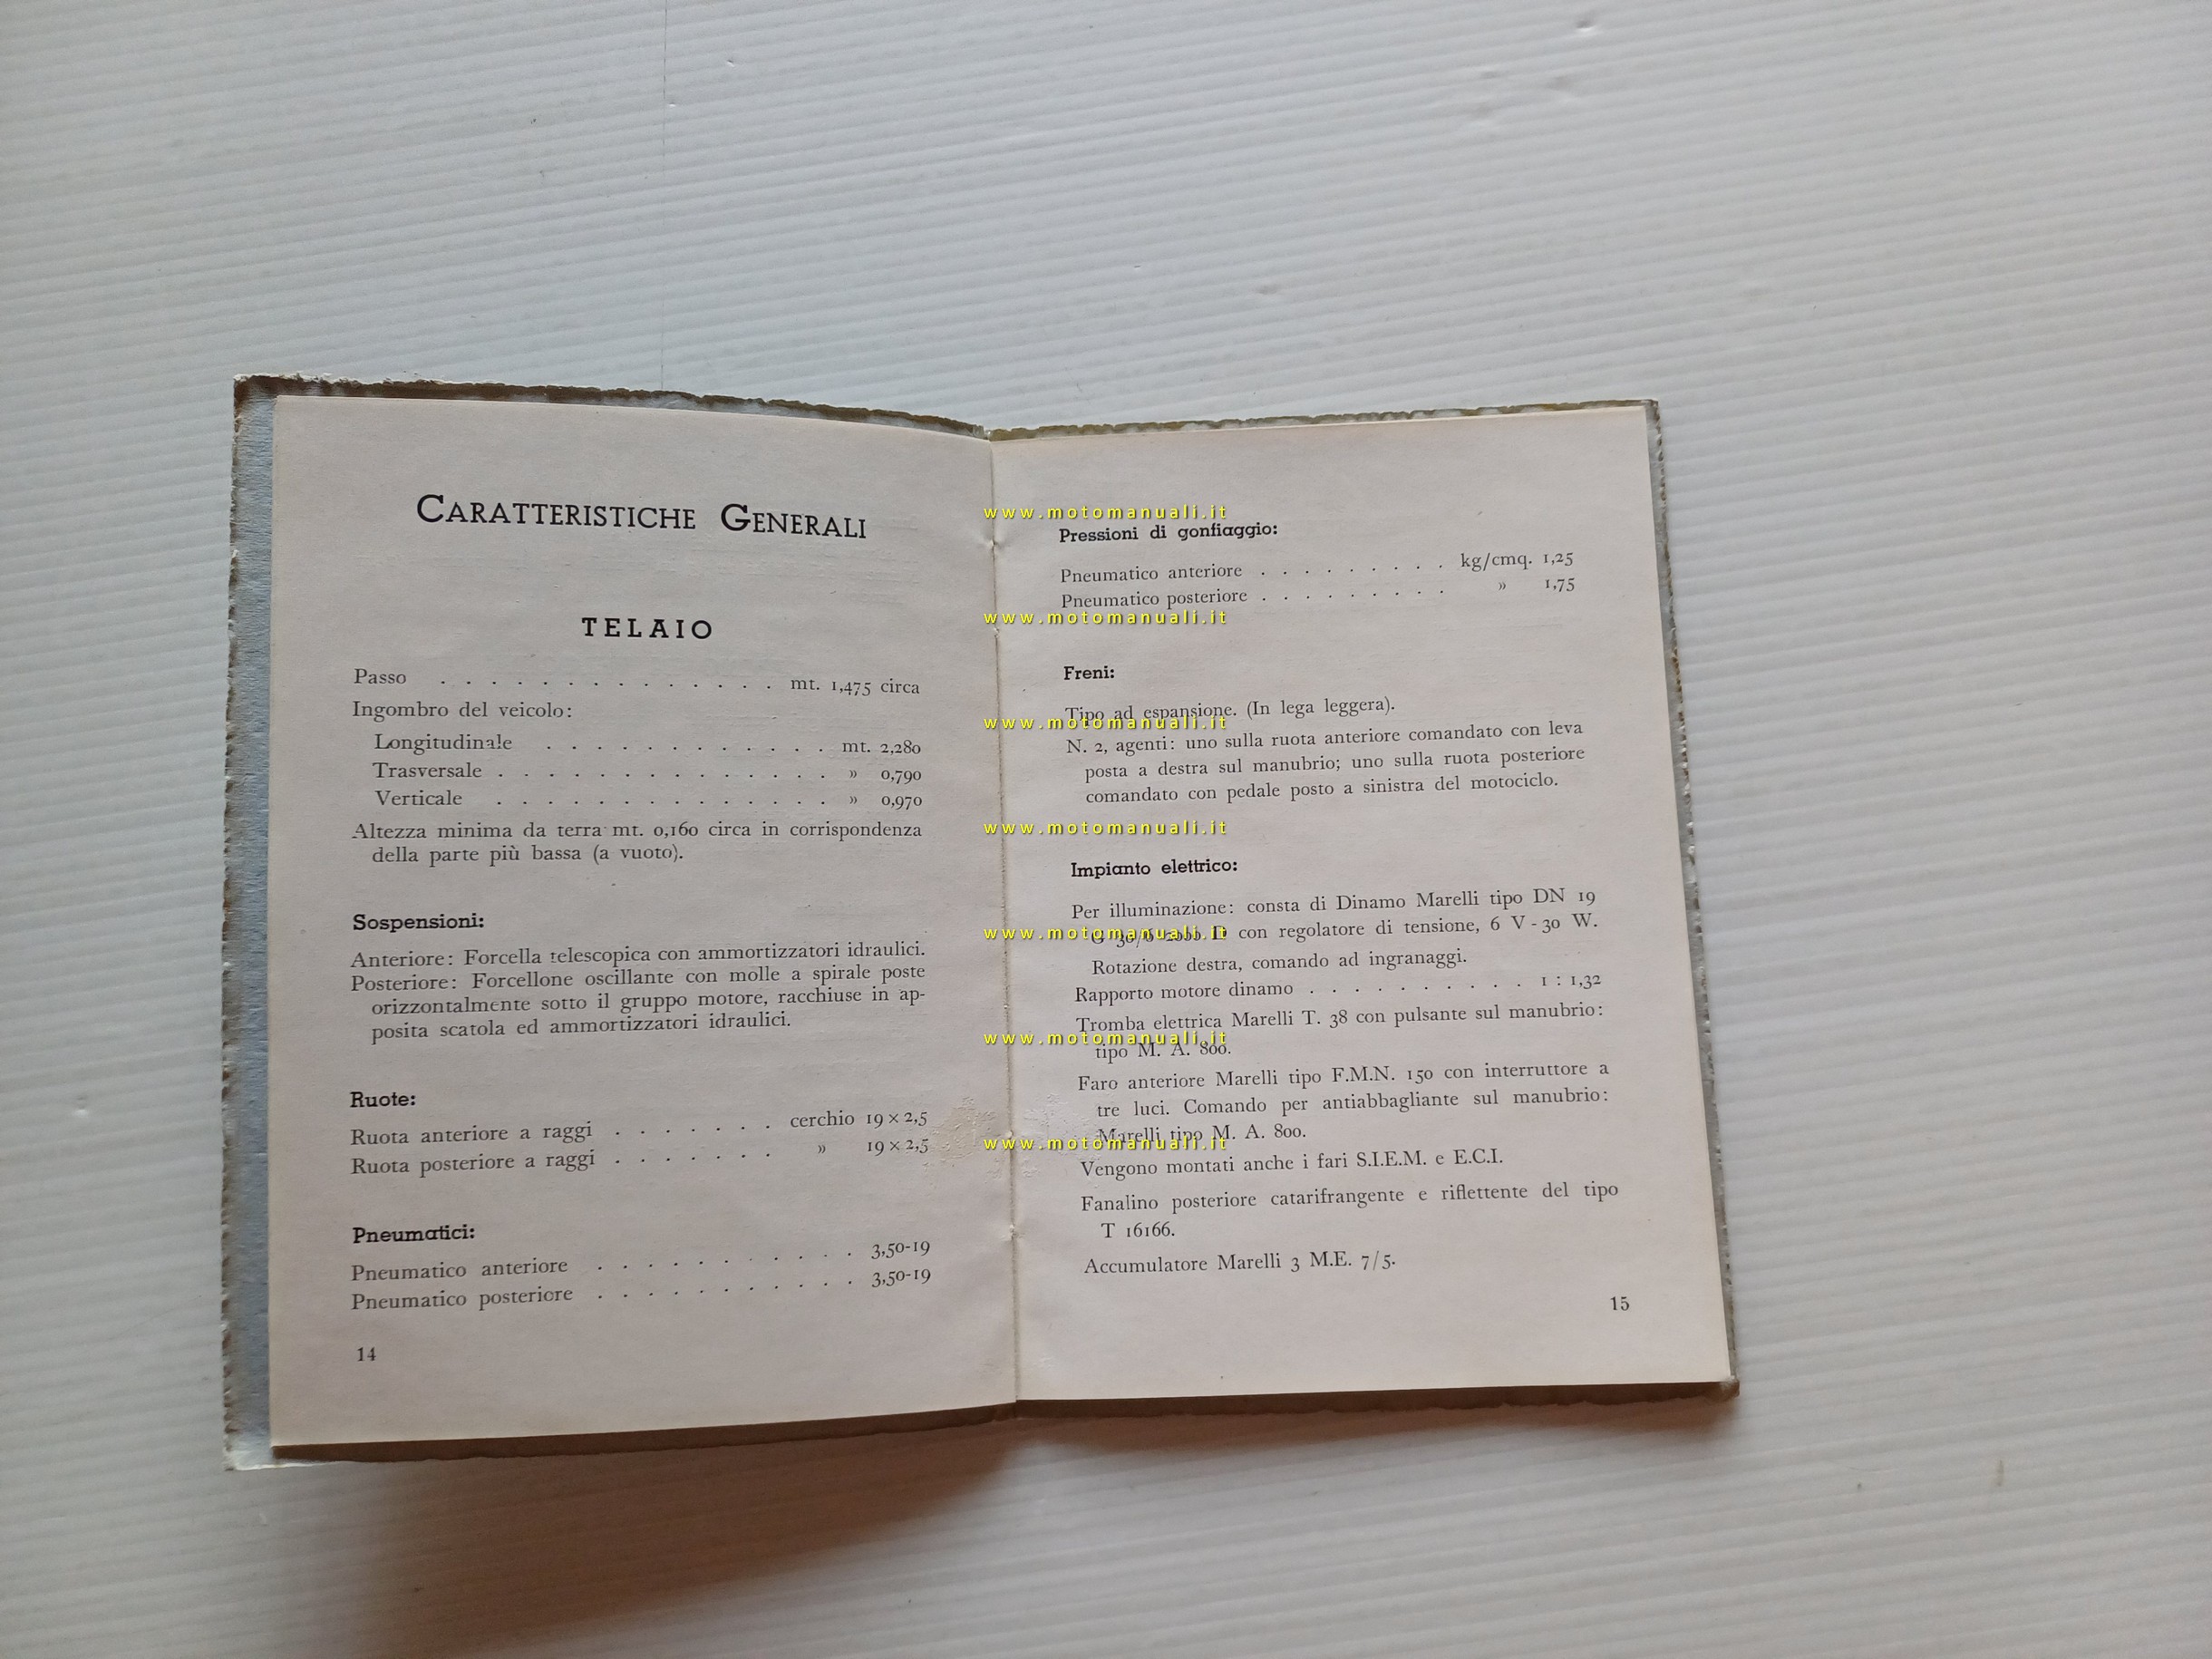 CARATTERISTICHE GENERALI
TELAIO
Passo . . . . . . . . . . . . . . mt. 1,475 circa
Ingombro del veicolo:
Longitudinale . . . . . . . . . . . . mt. 2,280
Trasversale . . . . . . . . . . . . . . » 0,790
Verticale . . . . . . . . . . . . . . » 0,970
Altezza minima da terra mt. 0,160 circa in corrispondenza
della parte più bassa (a vuoto).
Sospensioni:
Anteriore: Forcella telescopica con ammortizzatori idraulici.
Posteriore: Forcellone oscillante con molle a spirale poste
orizzontalmente sotto il gruppo motore, racchiuse in ap-
posita scatola ed ammortizzatori idraulici.
Ruote:
Ruota anteriore a raggi . . . . . . . cerchio 19 × 2,5
Ruota posteriore a raggi . . . . . . . » 19 × 2,5
Pneumatici:
Pneumatico anteriore . . . . . . . . . . . 3,50-19
Pneumatico posteriore . . . . . . . . . . . 3,50-19
14
www.motomanuali.it
Pressioni di gonfiaggio:
Pneumatico anteriore . . . . . . . . . kg/cmq. 1,25
Pneumatico posteriore . . . . . . . . . » 1,75
www.motomanuali.it
Freni:
Tipo ad espansione. (In lega leggera).
www.motomanuali.it
N. 2, agenti: uno sulla ruota anteriore comandato con leva
posta a destra sul manubrio; uno sulla ruota posteriore
comandato con pedale posto a sinistra del motociclo.
www.motomanuali.it
Impianto elettrico:
Per illuminazione: consta di Dinamo Marelli tipo DN 19
con regolatore di tensione, 6 V - 30 W.
www.motomanuali.it
Rotazione destra, comando ad ingranaggi.
Rapporto motore dinamo . . . . . . . . . . 1 : 1,32
Tromba elettrica Marelli T. 38 con pulsante sul manubrio:
www.motomanuali.it
tipo M. A. 800.
Faro anteriore Marelli tipo F.M.N. 150 con interruttore a
tre luci. Comando per antiabbagliante sul manubrio:
Marelli tipo M. A. 800.
www.motomanuali.it
Vengono montati anche i fari S.I.E.M. e E.C.I.
Fanalino posteriore catarifrangente e riflettente del tipo
T 16166.
Accumulatore Marelli 3 M.E. 7/5.
15